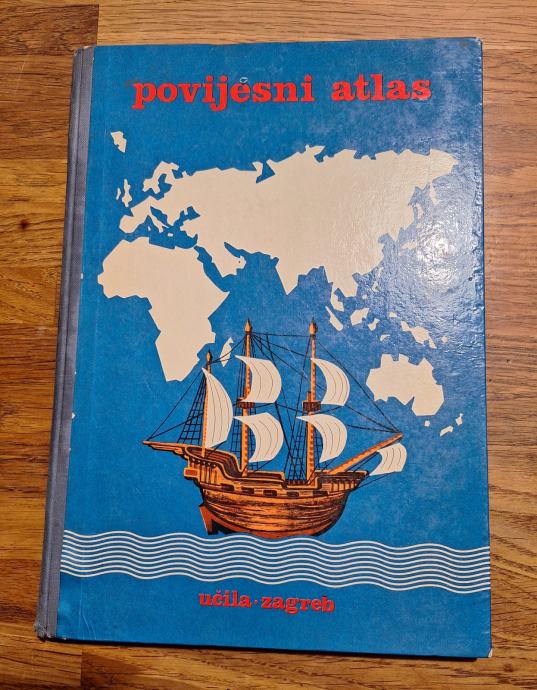 povijesni atlas
učila · zagreb